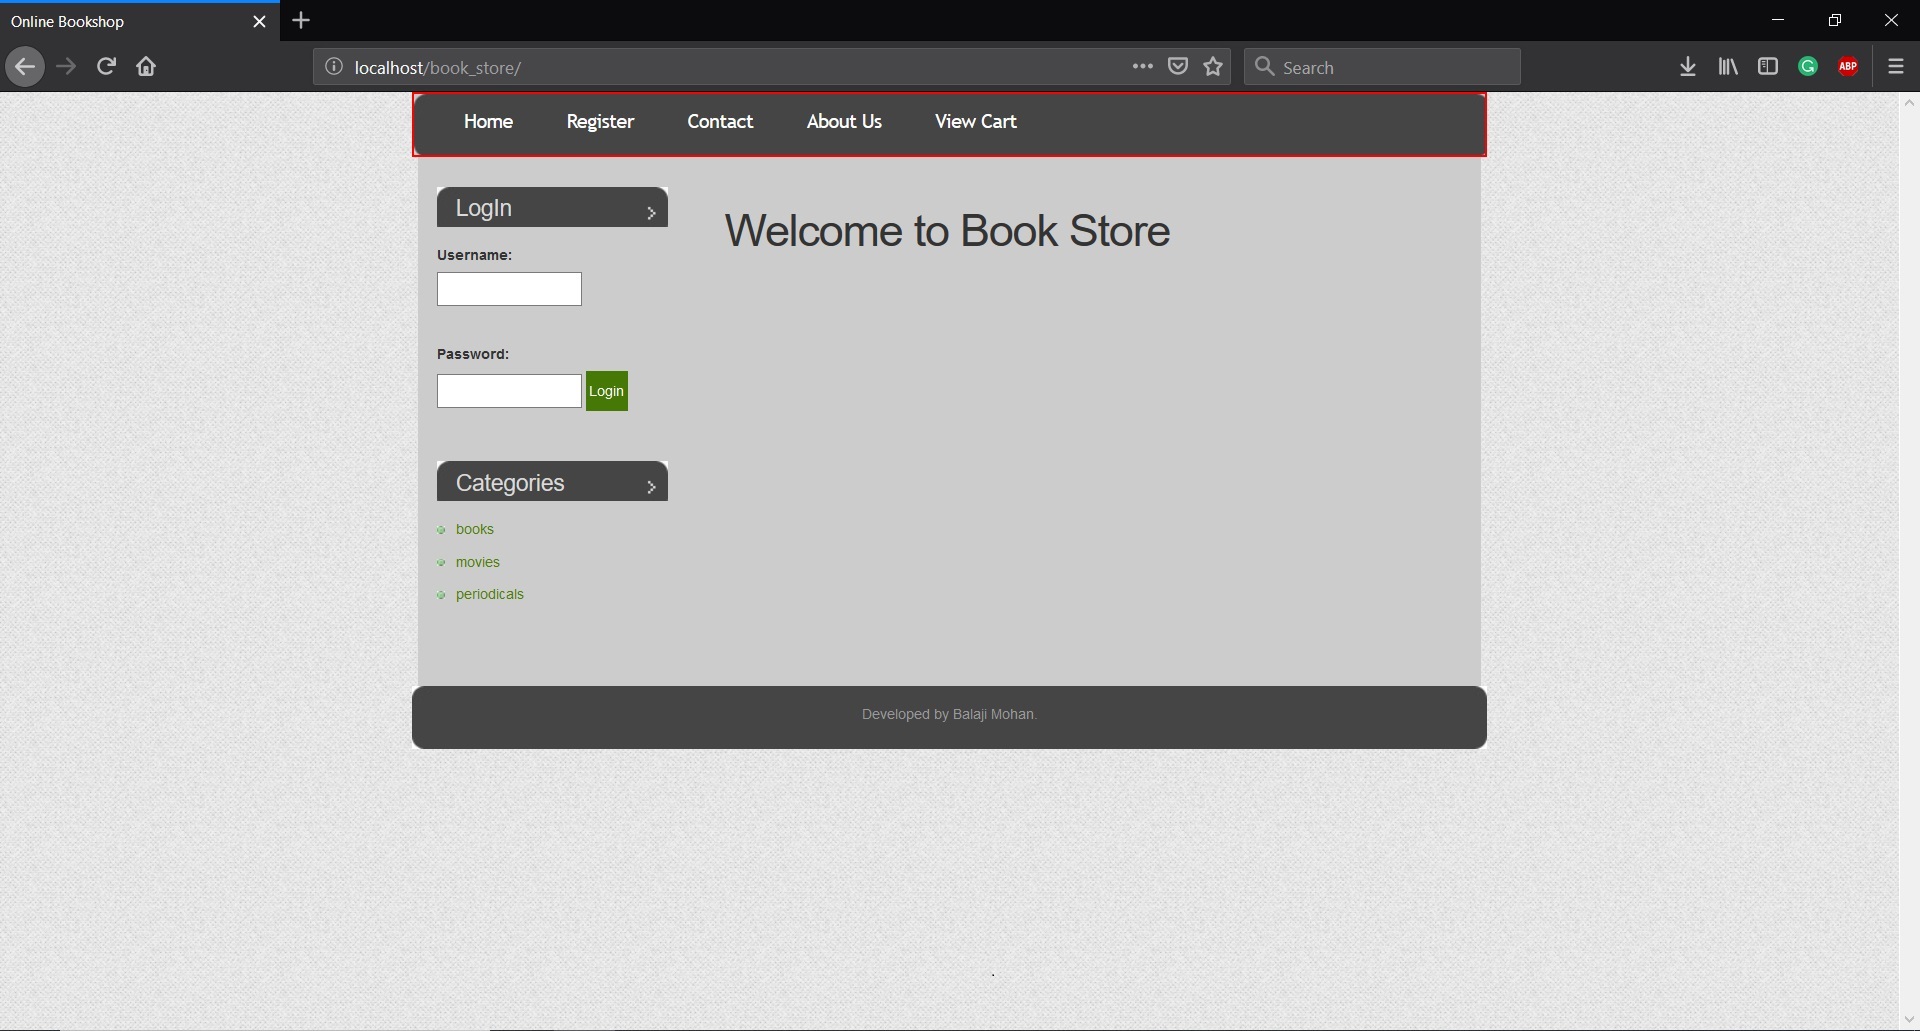 Online Bookshop
localhost/book_store/
Search
ABP
Home Register Contact About Us View Cart
LogIn
Welcome to Book Store
Username:
Password:
Login
Categories
books
movies
periodicals
Developed by Balaji Mohan.